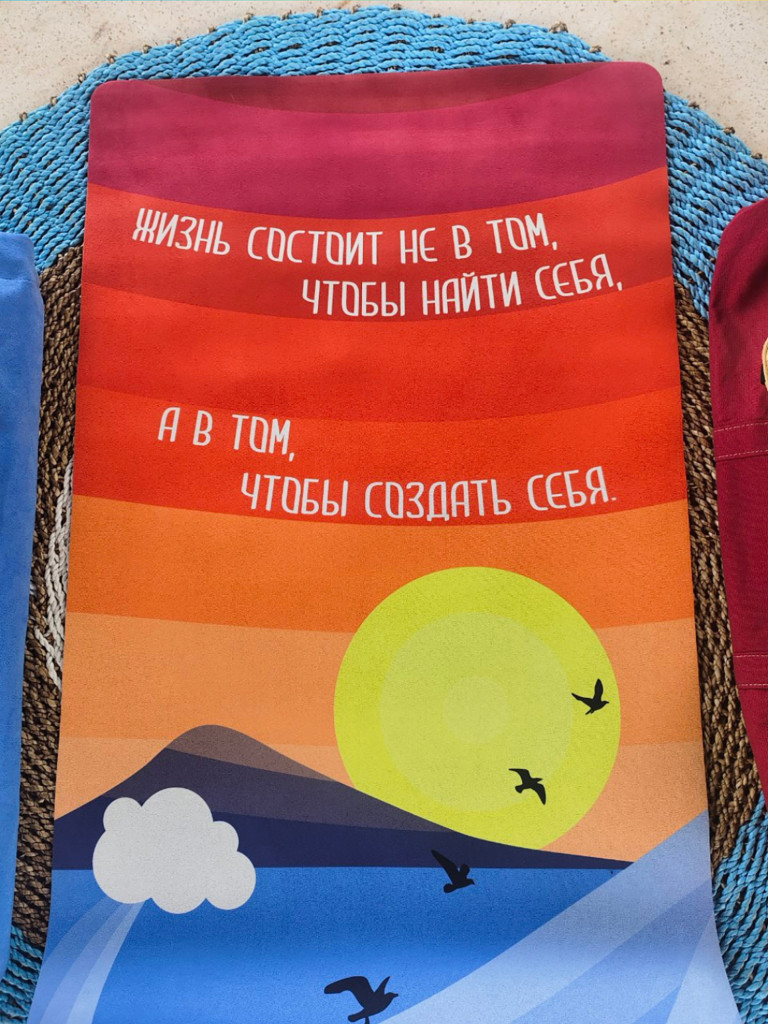 ЖИЗНЬ СОСТОИТ НЕ В ТОМ,
ЧТОБЫ НАЙТИ СЕБЯ,
А В ТОМ,
ЧТОБЫ СОЗДАТЬ СЕБЯ.